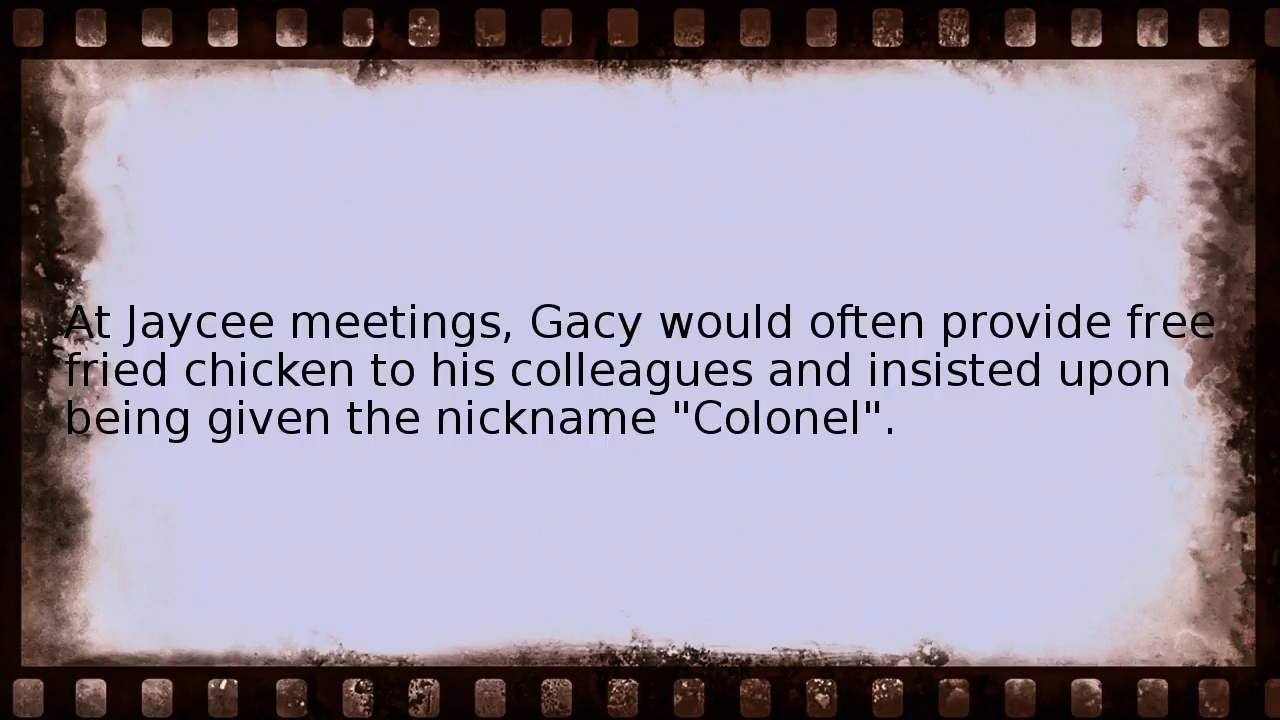 At Jaycee meetings, Gacy would often provide free
fried chicken to his colleagues and insisted upon
being given the nickname "Colonel".